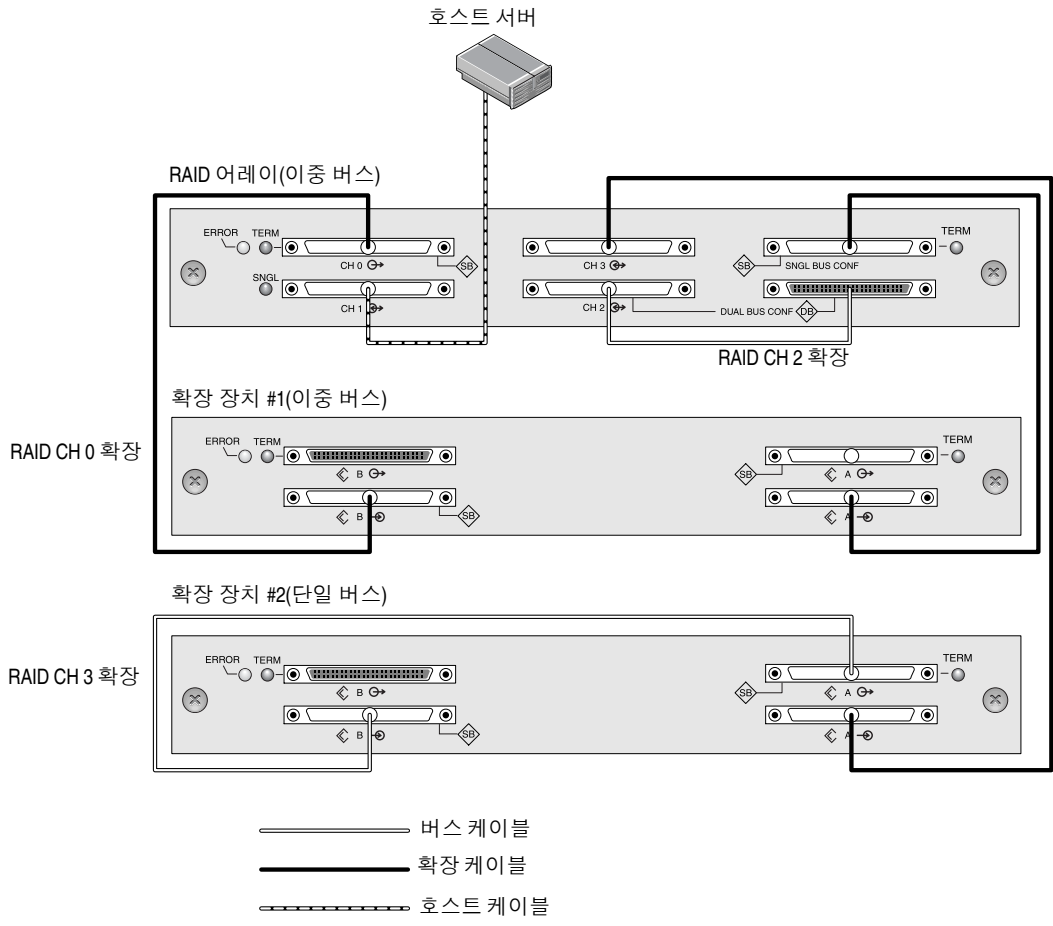 호스트 서버
RAID 어레이(이중 버스)
ERROR TERM
TERM
CH 0
SB
CH 3
SB
SNGL BUS CONF
SNGL
CH 1
CH 2
DUAL BUS CONF
DB
RAID CH 2 확장
확장 장치 #1(이중 버스)
RAID CH 0 확장
ERROR TERM
TERM
B
SB
A
B
SB
A
확장 장치 #2(단일 버스)
RAID CH 3 확장
ERROR TERM
TERM
B
SB
A
B
SB
A
버스 케이블
확장 케이블
호스트 케이블